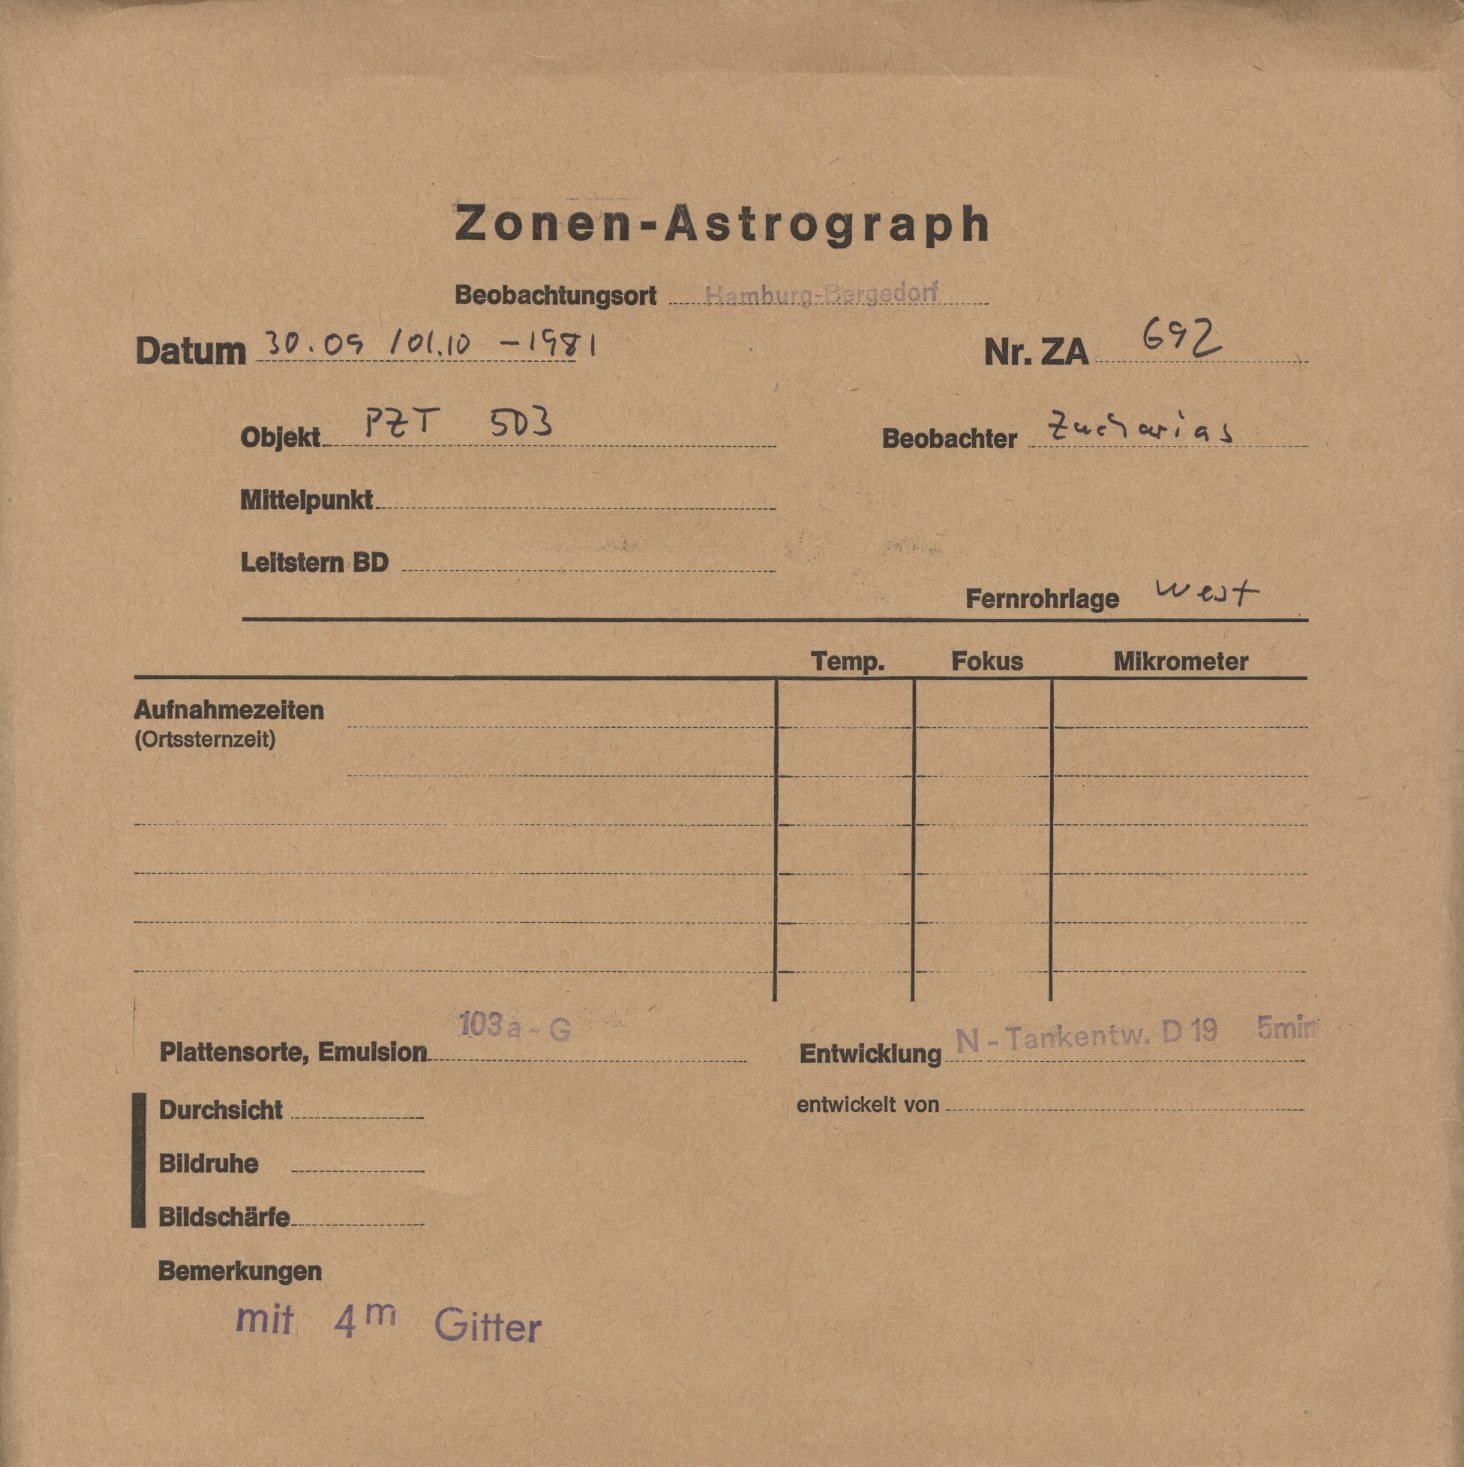 Zonen-Astrograph
Beobachtungsort Hamburg-Bergedorf
Datum 30.09 /01.10 -1981 Nr. ZA 692
Objekt PZT 503 Beobachter Zacharias
Mittelpunkt
Leitstern BD
Fernrohrlage West
Temp. Fokus Mikrometer
Aufnahmezeiten
(Ortssternzeit)
Plattensorte, Emulsion 103a-G Entwicklung N-Tankentw. D19 5min
Durchsicht entwickelt von
Bildruhe
Bildschärfe
Bemerkungen
mit 4m Gitter